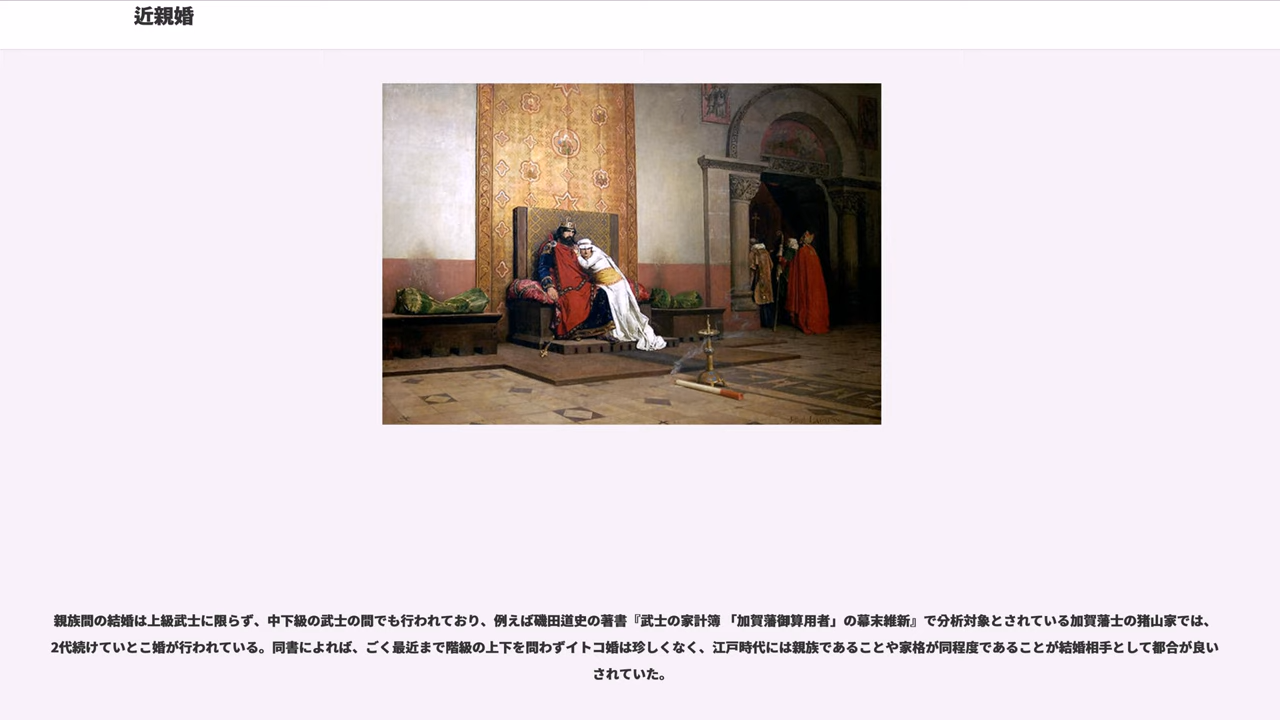 近親婚
親族間の結婚は上級武士に限らず、中下級の武士の間でも行われており、例えば磯田道史の著書『武士の家計簿 「加賀藩御算用者」の幕末維新』で分析対象とされている加賀藩士の猪山家では、
2代続けていとこ婚が行われている。同書によれば、ごく最近まで階級の上下を問わずイトコ婚は珍しくなく、江戸時代には親族であることや家格が同程度であることが結婚相手として都合が良い
されていた。